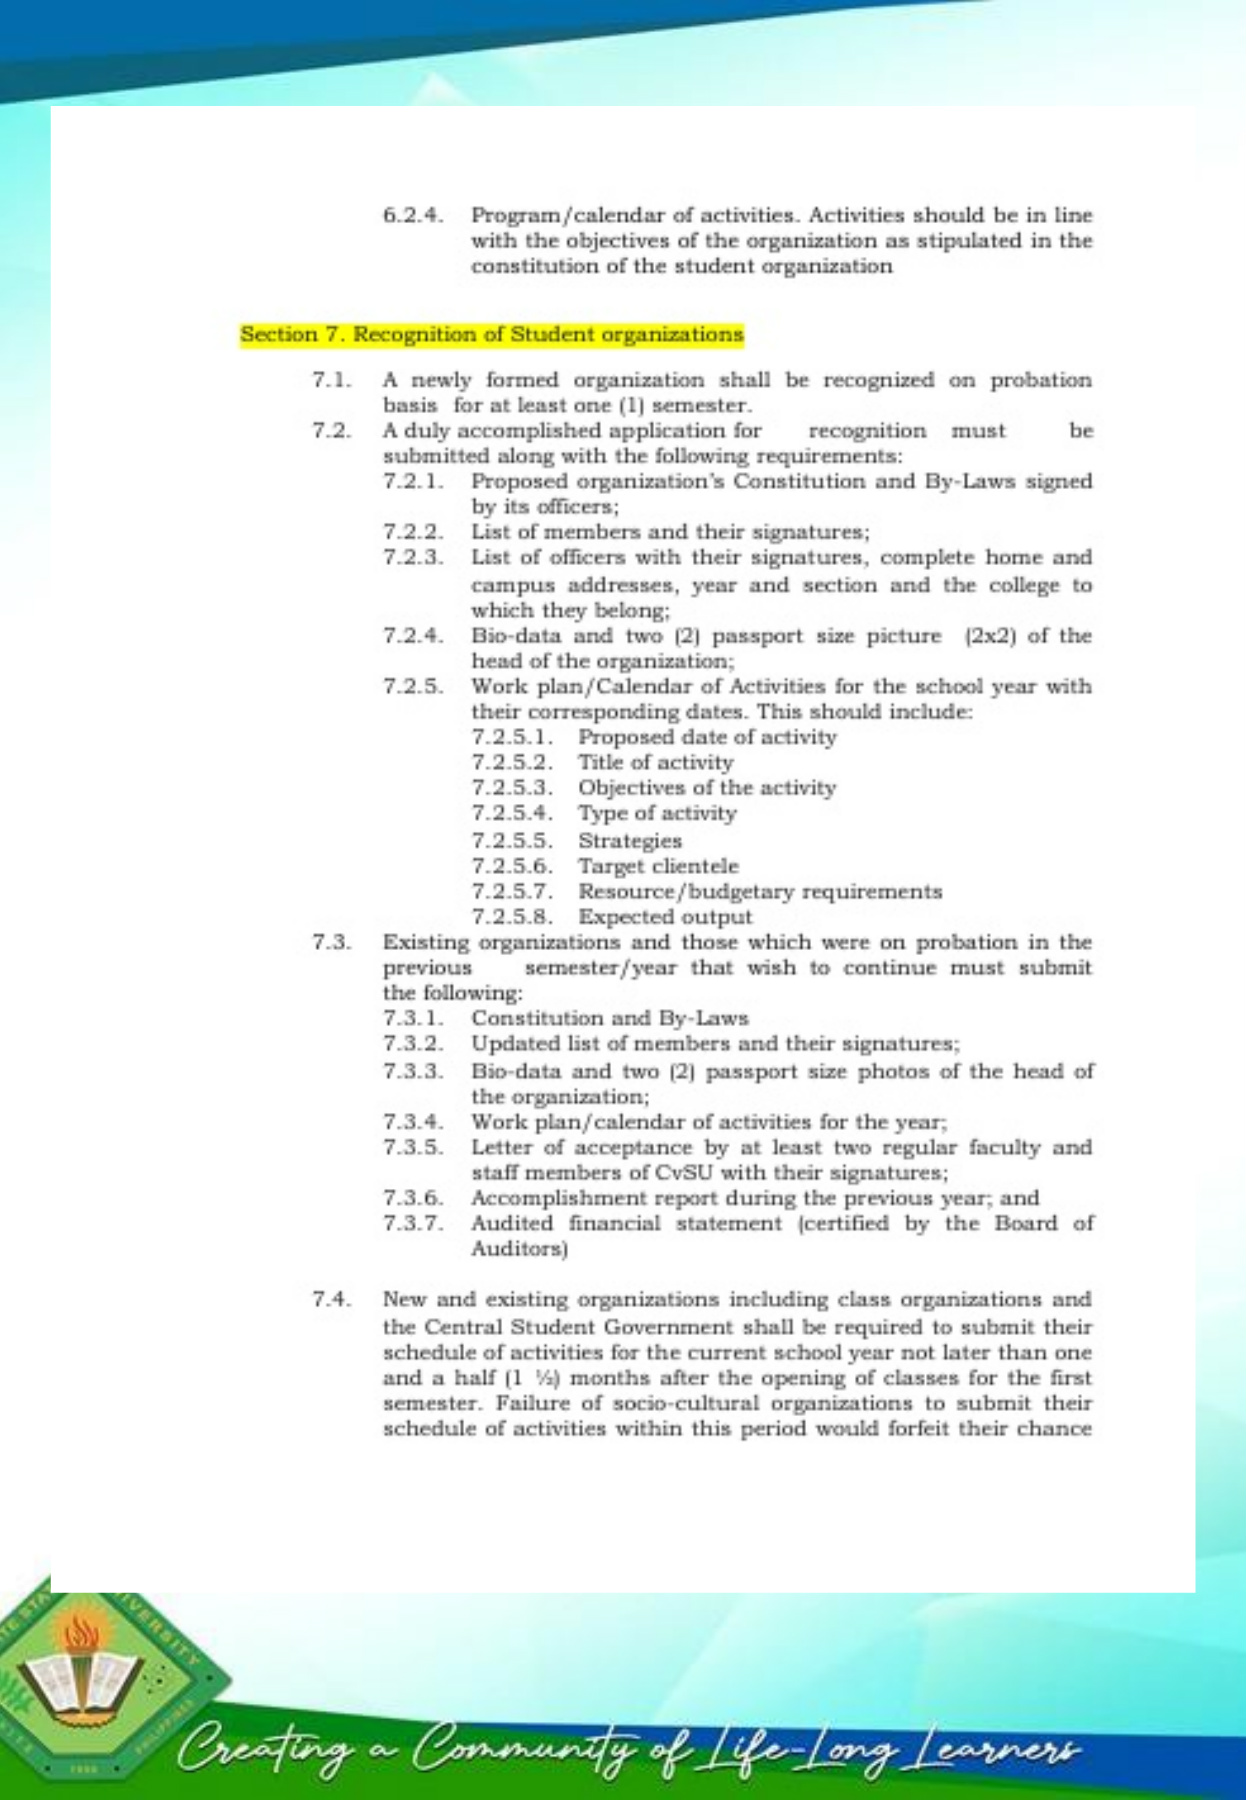 6.2.4. Program/calendar of activities. Activities should be in line
with the objectives of the organization as stipulated in the
constitution of the student organization
Section 7. Recognition of Student organizations
7.1. A newly formed organization shall be recognized on probation
basis for at least one (1) semester.
7.2. A duly accomplished application for recognition must be
submitted along with the following requirements:
7.2.1. Proposed organization's Constitution and By-Laws signed
by its officers;
7.2.2. List of members and their signatures;
7.2.3. List of officers with their signatures, complete home and
campus addresses, year and section and the college to
which they belong;
7.2.4. Bio-data and two (2) passport size picture (2x2) of the
head of the organization;
7.2.5. Work plan/Calendar of Activities for the school year with
their corresponding dates. This should include:
7.2.5.1. Proposed date of activity
7.2.5.2. Title of activity
7.2.5.3. Objectives of the activity
7.2.5.4. Type of activity
7.2.5.5. Strategies
7.2.5.6. Target clientele
7.2.5.7. Resource/budgetary requirements
7.2.5.8. Expected output
7.3. Existing organizations and those which were on probation in the
previous semester/year that wish to continue must submit
the following:
7.3.1. Constitution and By-Laws
7.3.2. Updated list of members and their signatures;
7.3.3. Bio-data and two (2) passport size photos of the head of
the organization;
7.3.4. Work plan/calendar of activities for the year;
7.3.5. Letter of acceptance by at least two regular faculty and
staff members of CvSU with their signatures;
7.3.6. Accomplishment report during the previous year; and
7.3.7. Audited financial statement (certified by the Board of
Auditors)
7.4. New and existing organizations including class organizations and
the Central Student Government shall be required to submit their
schedule of activities for the current school year not later than one
and a half (1 ½) months after the opening of classes for the first
semester. Failure of socio-cultural organizations to submit their
schedule of activities within this period would forfeit their chance
Creating a Community of Life-Long Learners